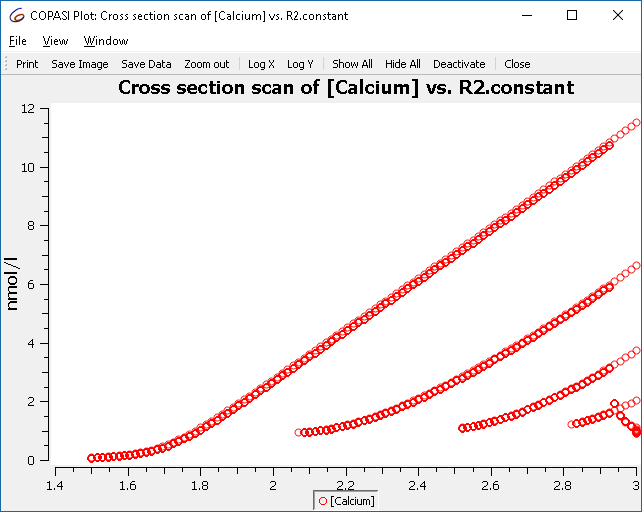 COPASI Plot: Cross section scan of [Calcium] vs. R2.constant
File View Window
Print Save Image Save Data Zoom out Log X Log Y Show All Hide All Deactivate Close
Cross section scan of [Calcium] vs. R2.constant
12
10
8
6
4
2
0
nmol/l
1.4 1.6 1.8 2 2.2 2.4 2.6 2.8 3
[Calcium]